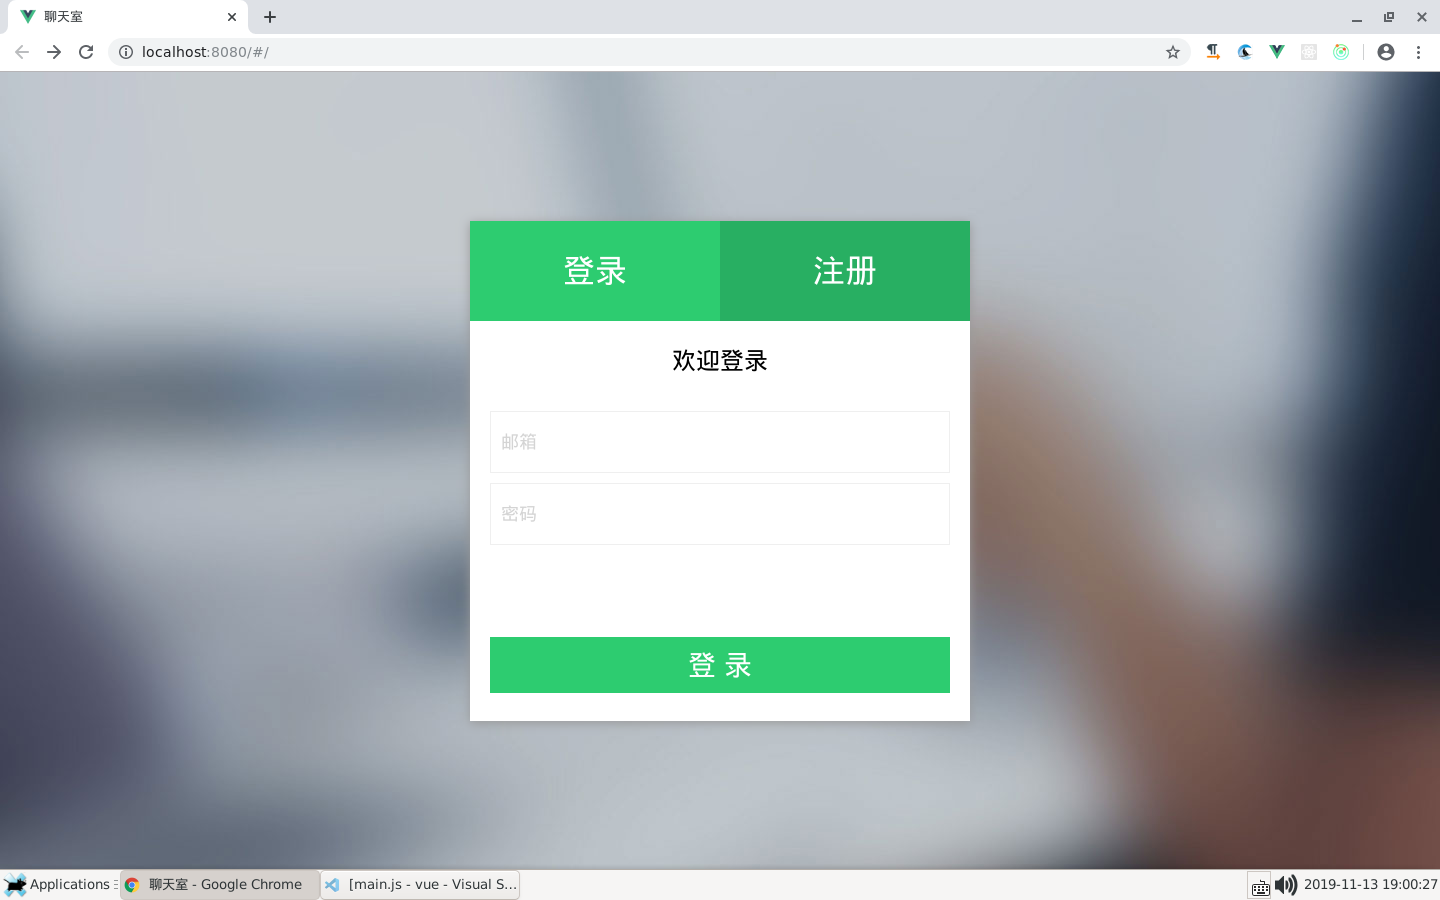 聊天室
localhost:8080/#/
登录
注册
欢迎登录
邮箱
密码
登 录
Applications
聊天室 - Google Chrome
[main.js - vue - Visual S...
2019-11-13 19:00:27